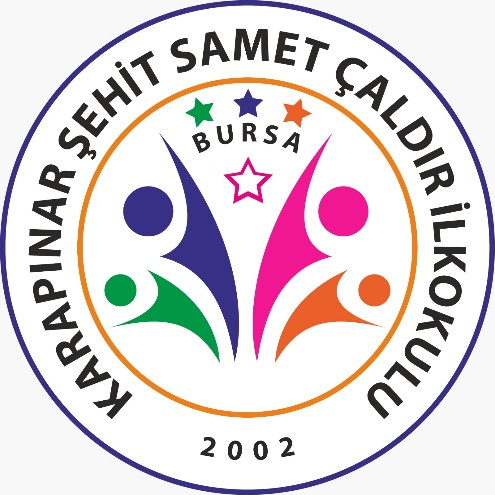 KARAPINAR ŞEHİT SAMET ÇALDIR İLKOKULU
BURSA
2002